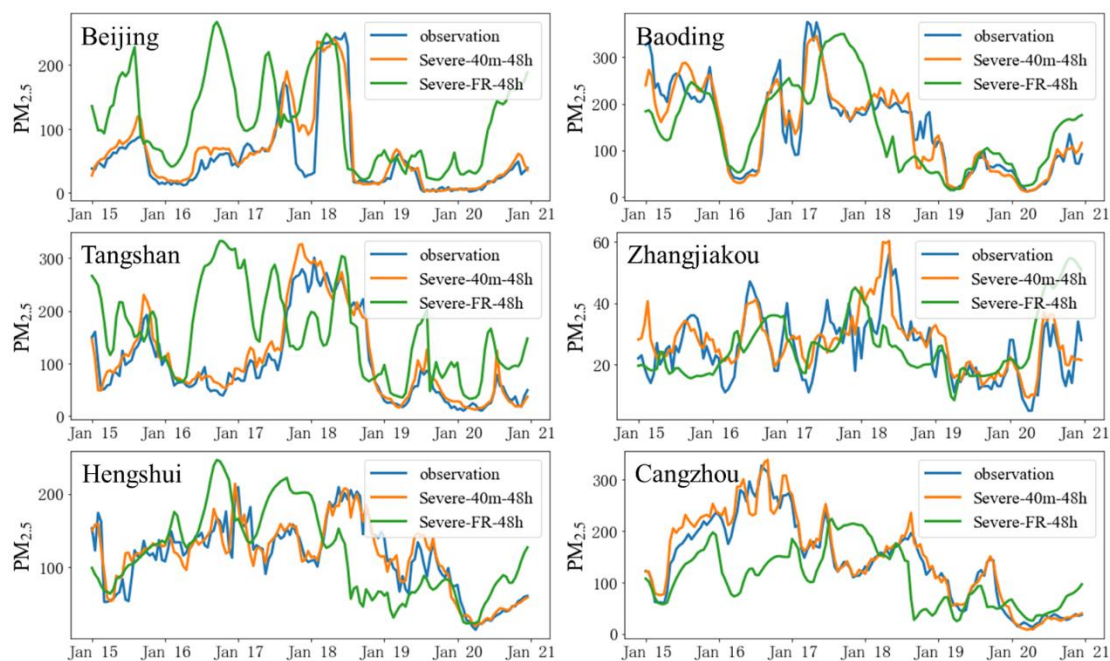 Beijing
observation
Severe-40m-48h
Severe-FR-48h
PM2.5
200
100
0
Jan 15 Jan 16 Jan 17 Jan 18 Jan 19 Jan 20 Jan 21
Baoding
observation
Severe-40m-48h
Severe-FR-48h
PM2.5
300
200
100
0
Jan 15 Jan 16 Jan 17 Jan 18 Jan 19 Jan 20 Jan 21
Tangshan
observation
Severe-40m-48h
Severe-FR-48h
PM2.5
300
200
100
0
Jan 15 Jan 16 Jan 17 Jan 18 Jan 19 Jan 20 Jan 21
Zhangjiakou
observation
Severe-40m-48h
Severe-FR-48h
PM2.5
60
40
20
Jan 15 Jan 16 Jan 17 Jan 18 Jan 19 Jan 20 Jan 21
Hengshui
observation
Severe-40m-48h
Severe-FR-48h
PM2.5
200
100
Jan 15 Jan 16 Jan 17 Jan 18 Jan 19 Jan 20 Jan 21
Cangzhou
observation
Severe-40m-48h
Severe-FR-48h
PM2.5
300
200
100
0
Jan 15 Jan 16 Jan 17 Jan 18 Jan 19 Jan 20 Jan 21